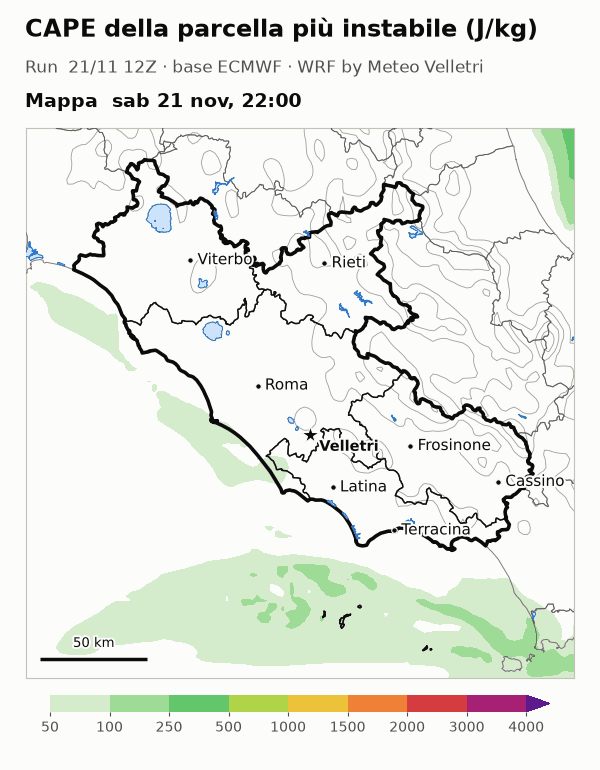 CAPE della parcella più instabile (J/kg)
Run  21/11 12Z · base ECMWF · WRF by Meteo Velletri
Mappa  sab 21 nov, 22:00
Viterbo
Rieti
Roma
Velletri
Frosinone
Latina
Cassino
Terracina
50 km
50 100 250 500 1000 1500 2000 3000 4000